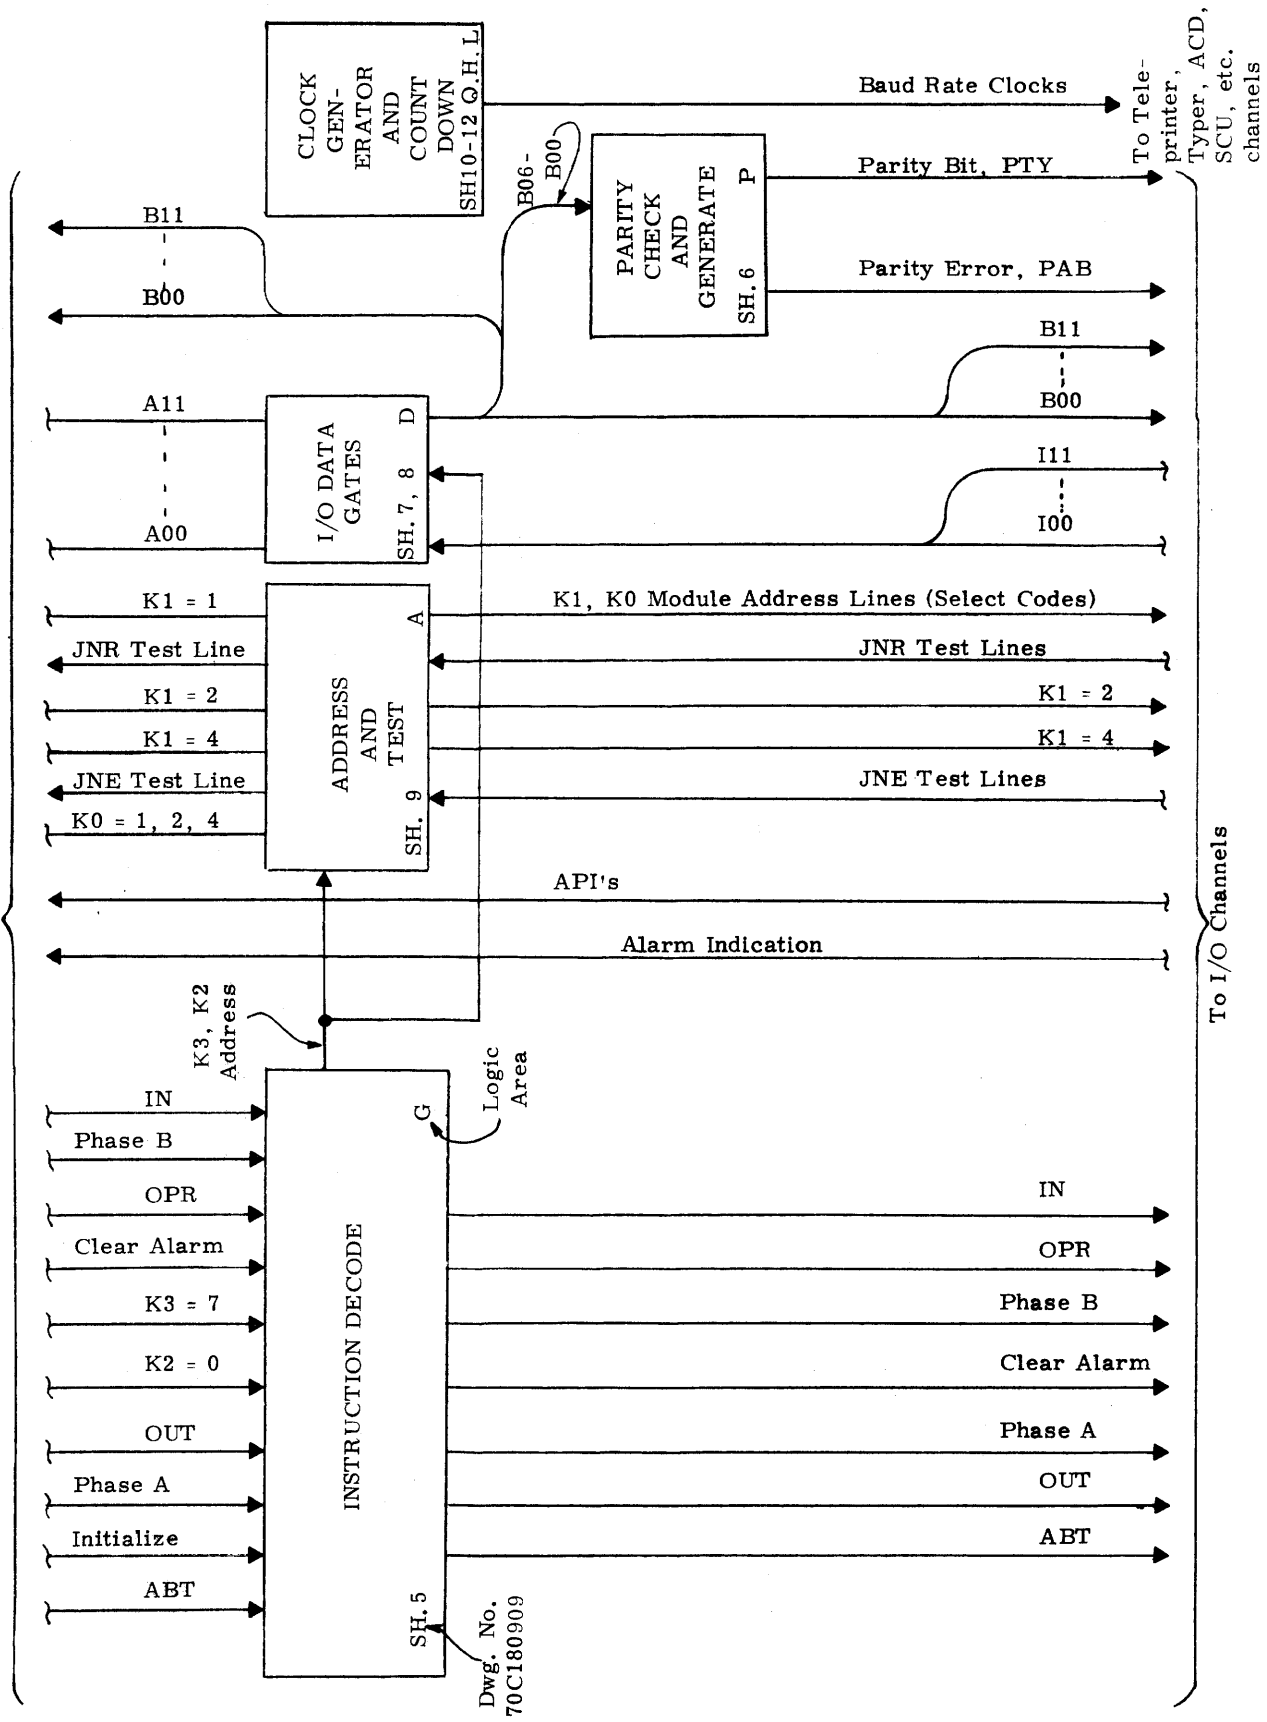 CLOCK
GEN-
ERATOR
AND
COUNT
DOWN
SH10-12 Q.H.L
Baud Rate Clocks
To Tele-
printer,
Typer, ACD,
SCU, etc.
channels
B06-
B00
PARITY
CHECK
AND
GENERATE
SH.6 P
Parity Bit, PTY
Parity Error, PAB
B11
B00
B11
B00
A11
A00
I/O DATA
GATES
SH.7, 8 D
I11
I00
K1 = 1
JNR Test Line
K1 = 2
K1 = 4
JNE Test Line
K0 = 1, 2, 4
ADDRESS
AND
TEST
SH. 9 A
K1, K0 Module Address Lines (Select Codes)
JNR Test Lines
K1 = 2
K1 = 4
JNE Test Lines
API's
Alarm Indication
To I/O Channels
K3, K2
Address
Logic
Area
IN
Phase B
OPR
Clear Alarm
K3 = 7
K2 = 0
OUT
Phase A
Initialize
ABT
INSTRUCTION DECODE
SH.5 G
Dwg. No.
70C180909
IN
OPR
Phase B
Clear Alarm
Phase A
OUT
ABT